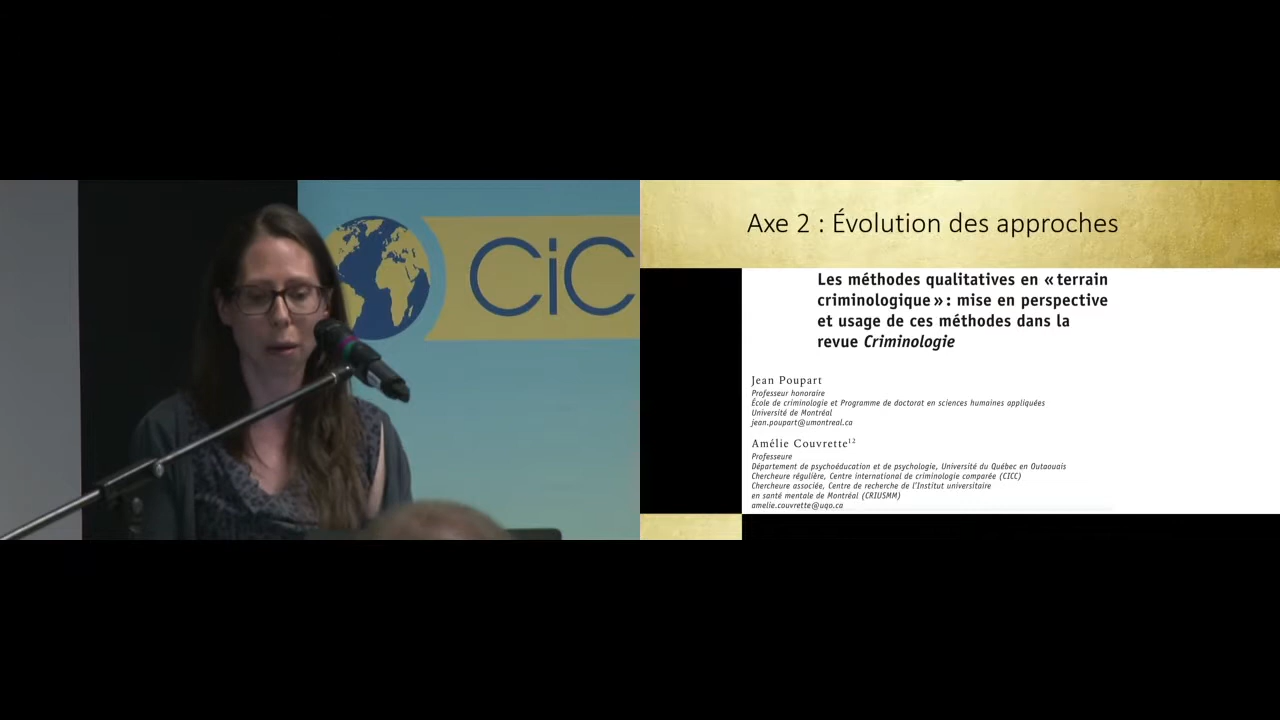 CiC
Axe 2 : Évolution des approches
Les méthodes qualitatives en « terrain
criminologique » : mise en perspective
et usage de ces méthodes dans la
revue Criminologie
Jean Poupart
Professeur honoraire
École de criminologie et Programme de doctorat en sciences humaines appliquées
Université de Montréal
jean.poupart@umontreal.ca
Amélie Couvrette12
Professeure
Département de psychoéducation et de psychologie, Université du Québec en Outaouais
Chercheure régulière, Centre international de criminologie comparée (CICC)
Chercheure associée, Centre de recherche de l'Institut universitaire
en santé mentale de Montréal (CRIUSMM)
amelie.couvrette@uqo.ca